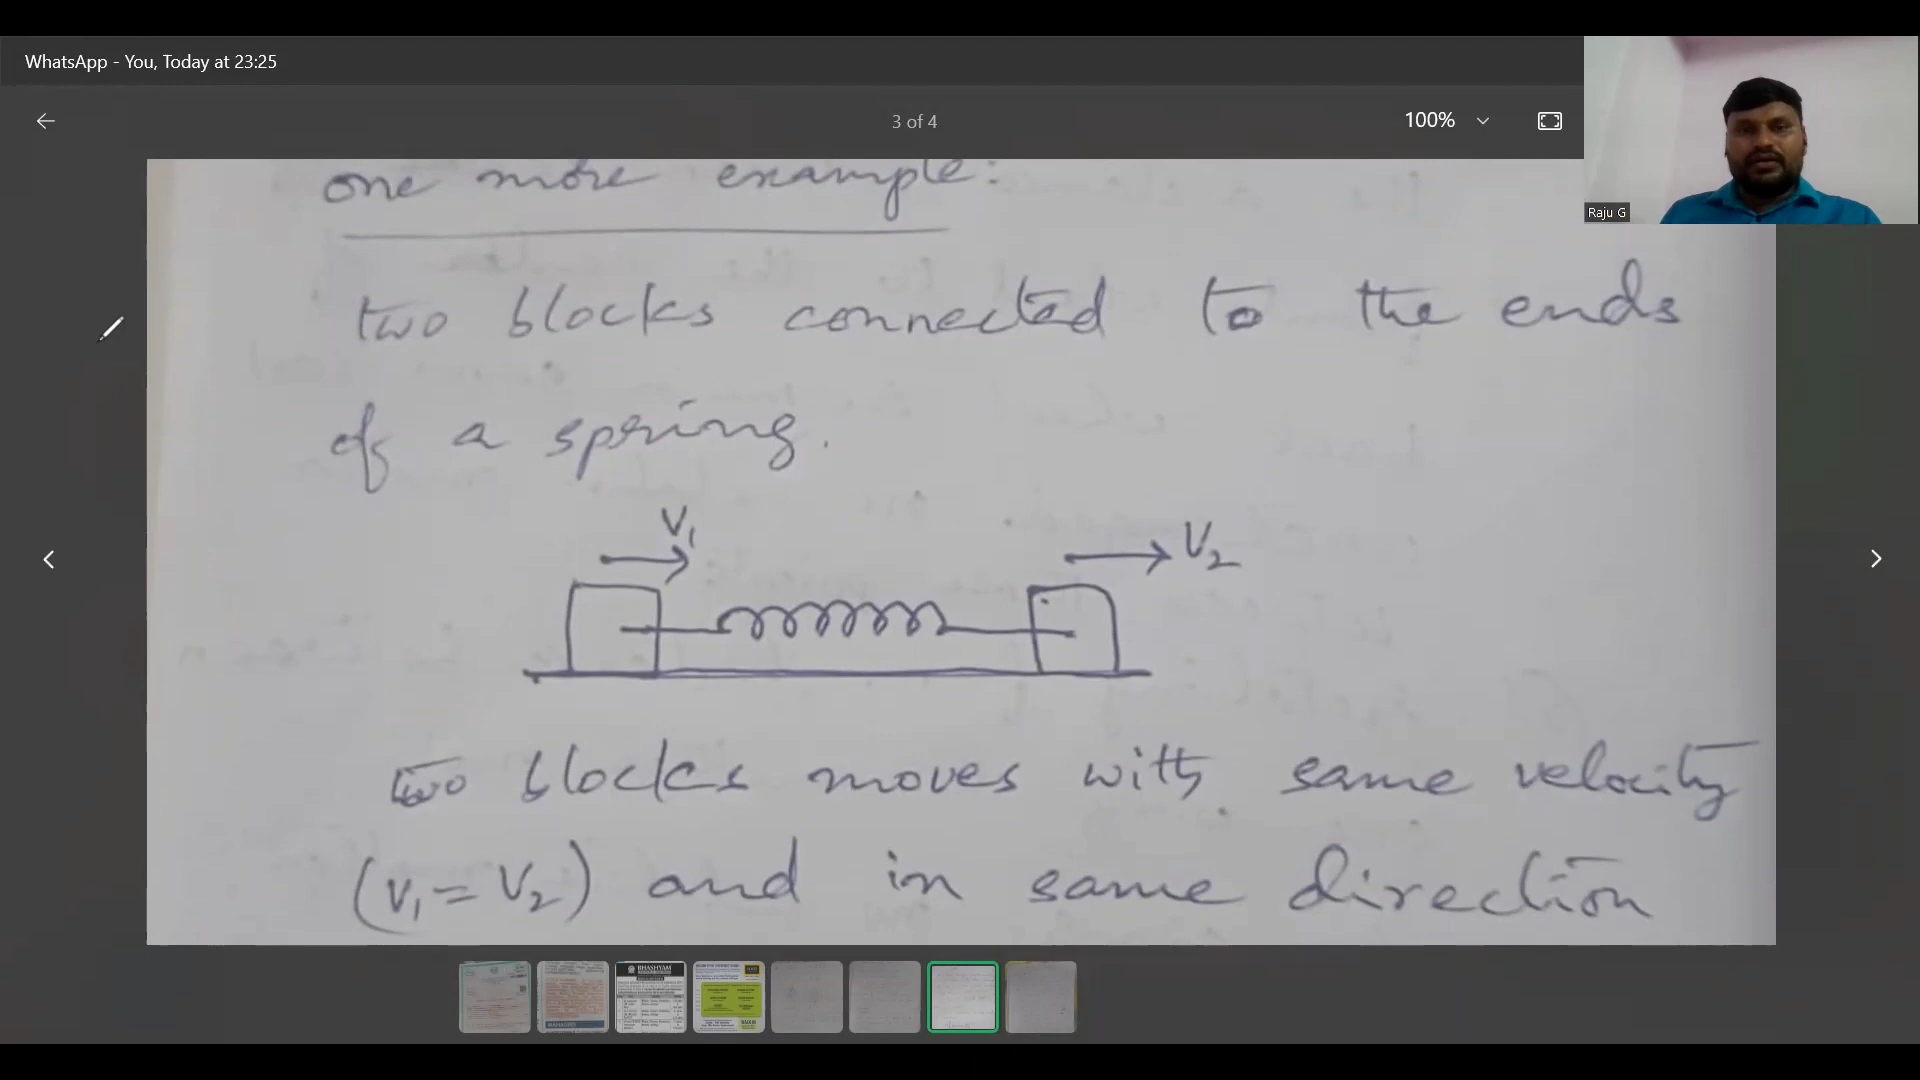 WhatsApp - You, Today at 23:25
3 of 4
100%
Raju G
one more example:
two blocks connected to the ends
of a spring.
V1
V2
two blocks moves with same velocity
(V1 = V2) and in same direction
BHASHYAM